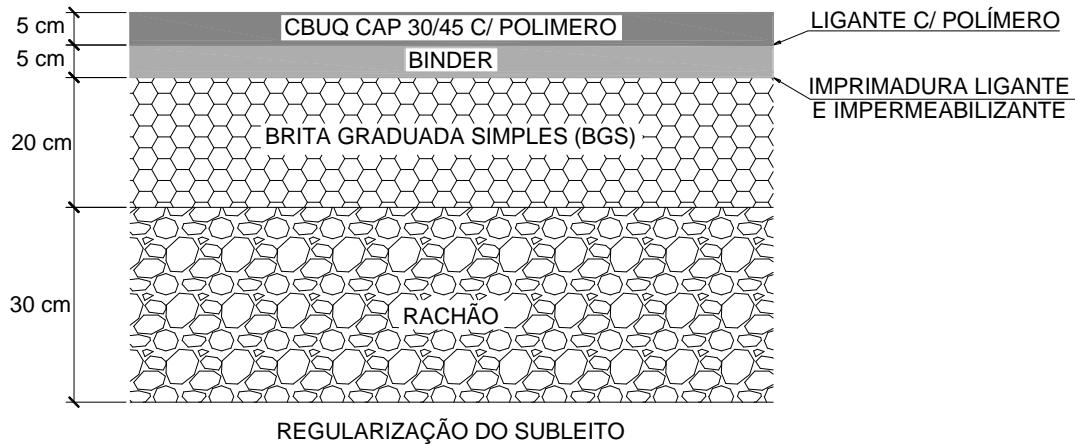 5 cm
CBUQ CAP 30/45 C/ POLIMERO
LIGANTE C/ POLÍMERO
5 cm
BINDER
IMPRIMADURA LIGANTE
E IMPERMEABILIZANTE
20 cm
BRITA GRADUADA SIMPLES (BGS)
30 cm
RACHÃO
REGULARIZAÇÃO DO SUBLEITO